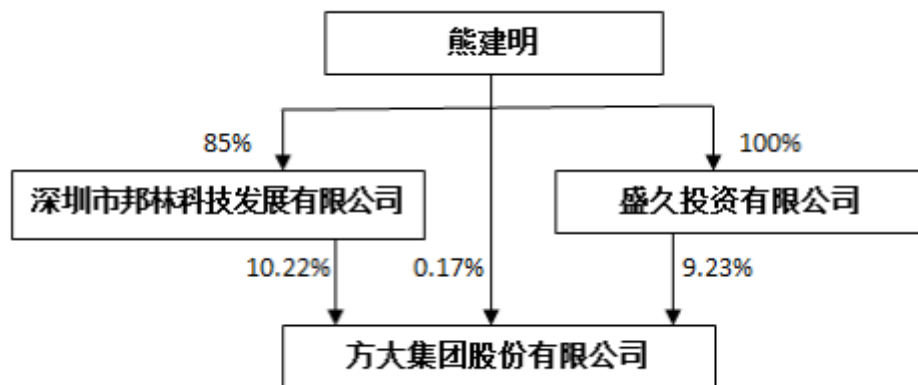 熊建明
85%
100%
深圳市邦林科技发展有限公司
盛久投资有限公司
10.22%
0.17%
9.23%
方大集团股份有限公司